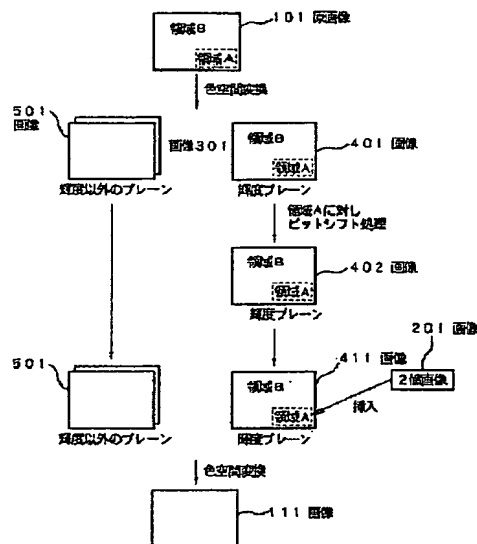 101 原画像
領域B
領域A
色空間変換
501
画像
画像301
領域B
401 画像
領域A
輝度以外のプレーン
輝度プレーン
領域Aに対し
ビットシフト処理
領域B
402 画像
領域A
輝度プレーン
501
411 画像
201 画像
領域B
2値画像
領域A
挿入
輝度以外のプレーン
輝度プレーン
色空間変換
111 画像